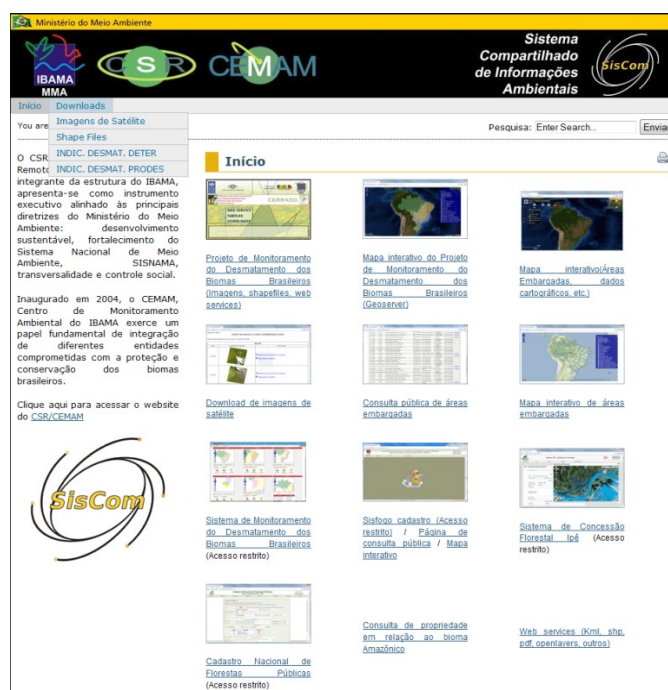 Ministério do Meio Ambiente
IBAMA
MMA
CSR
CEMAM
Sistema
Compartilhado
de Informações
Ambientais
SisCom
Início Downloads
Imagens de Satélite
Shape Files
INDIC. DESMAT. DETER
INDIC. DESMAT. PRODES
You are
Pesquisa: Enter Search... Enviar
O CSR
Remoto
integrante da estrutura do IBAMA,
apresenta-se como instrumento
executivo alinhado às principais
diretrizes do Ministério do Meio
Ambiente: desenvolvimento
sustentável, fortalecimento do
Sistema Nacional de Meio
Ambiente, SISNAMA,
transversalidade e controle social.
Inaugurado em 2004, o CEMAM,
Centro de Monitoramento
Ambiental do IBAMA exerce um
papel fundamental de integração
de diferentes entidades
comprometidas com a proteção e
conservação dos biomas
brasileiros.
Clique aqui para acessar o website
do CSR/CEMAM
SisCom
Início
CERRADO
Projeto de Monitoramento
do Desmatamento dos
Biomas Brasileiros
(Imagens, shapefiles, web
services)
Mapa interativo do Projeto
de Monitoramento do
Desmatamento dos
Biomas Brasileiros
(Geoserver)
Mapa interativo(Áreas
Embargadas, dados
cartográficos, etc.)
Download de imagens de
satélite
Consulta pública de áreas
embargadas
Mapa interativo de áreas
embargadas
Sistema de Monitoramento
do Desmatamento dos
Biomas Brasileiros
(Acesso restrito)
Sisfogo cadastro (Acesso
restrito) / Página de
consulta pública / Mapa
interativo
Sistema de Concessão
Florestal Ipê (Acesso
restrito)
Cadastro Nacional de
Florestas Públicas
(Acesso restrito)
Consulta de propriedade
em relação ao bioma
Amazônico
Web services (Kml, shp,
pdf, openlayers, outros)